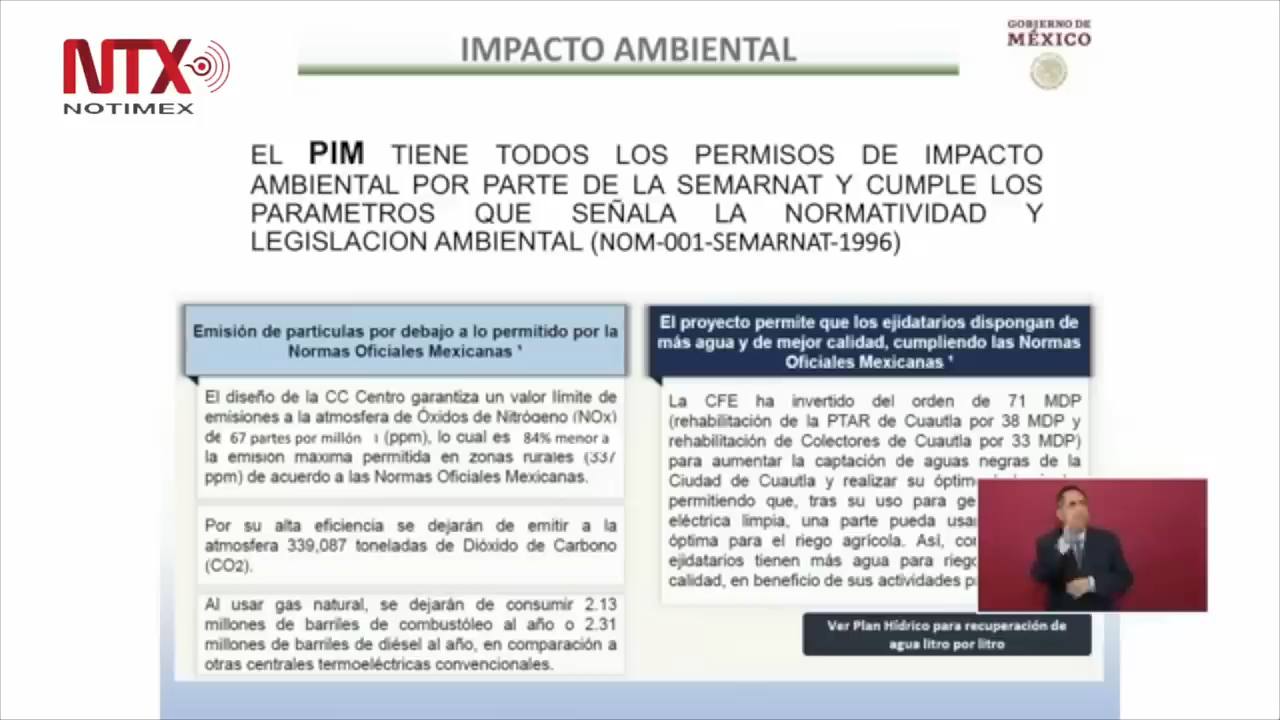 NTX
NOTIMEX
IMPACTO AMBIENTAL
GOBIERNO DE
MÉXICO
EL PIM TIENE TODOS LOS PERMISOS DE IMPACTO
AMBIENTAL POR PARTE DE LA SEMARNAT Y CUMPLE LOS
PARAMETROS QUE SEÑALA LA NORMATIVIDAD Y
LEGISLACION AMBIENTAL (NOM-001-SEMARNAT-1996)
Emisión de particulas por debajo a lo permitido por la
Normas Oficiales Mexicanas ¹
El diseño de la CC Centro garantiza un valor límite de
emisiones a la atmosfera de Óxidos de Nitrógeno (NOx)
de 67 partes por millón (ppm), lo cual es 84% menor a
la emisión máxima permitida en zonas rurales (337
ppm) de acuerdo a las Normas Oficiales Mexicanas.
Por su alta eficiencia se dejarán de emitir a la
atmosfera 339,087 toneladas de Dióxido de Carbono
(CO2).
Al usar gas natural, se dejarán de consumir 2.13
millones de barriles de combustóleo al año o 2.31
millones de barriles de diésel al año, en comparación a
otras centrales termoeléctricas convencionales.
El proyecto permite que los ejidatarios dispongan de
más agua y de mejor calidad, cumpliendo las Normas
Oficiales Mexicanas ¹
La CFE ha invertido del orden de 71 MDP
(rehabilitación de la PTAR de Cuautla por 38 MDP y
rehabilitación de Colectores de Cuautla por 33 MDP)
para aumentar la captación de aguas negras de la
Ciudad de Cuautla y realizar su óptim
permitiendo que, tras su uso para ge
eléctrica limpia, una parte pueda usa
óptima para el riego agrícola. Así, co
ejidatarios tienen más agua para rieg
calidad, en beneficio de sus actividades p
Ver Plan Hídrico para recuperación de
agua litro por litro